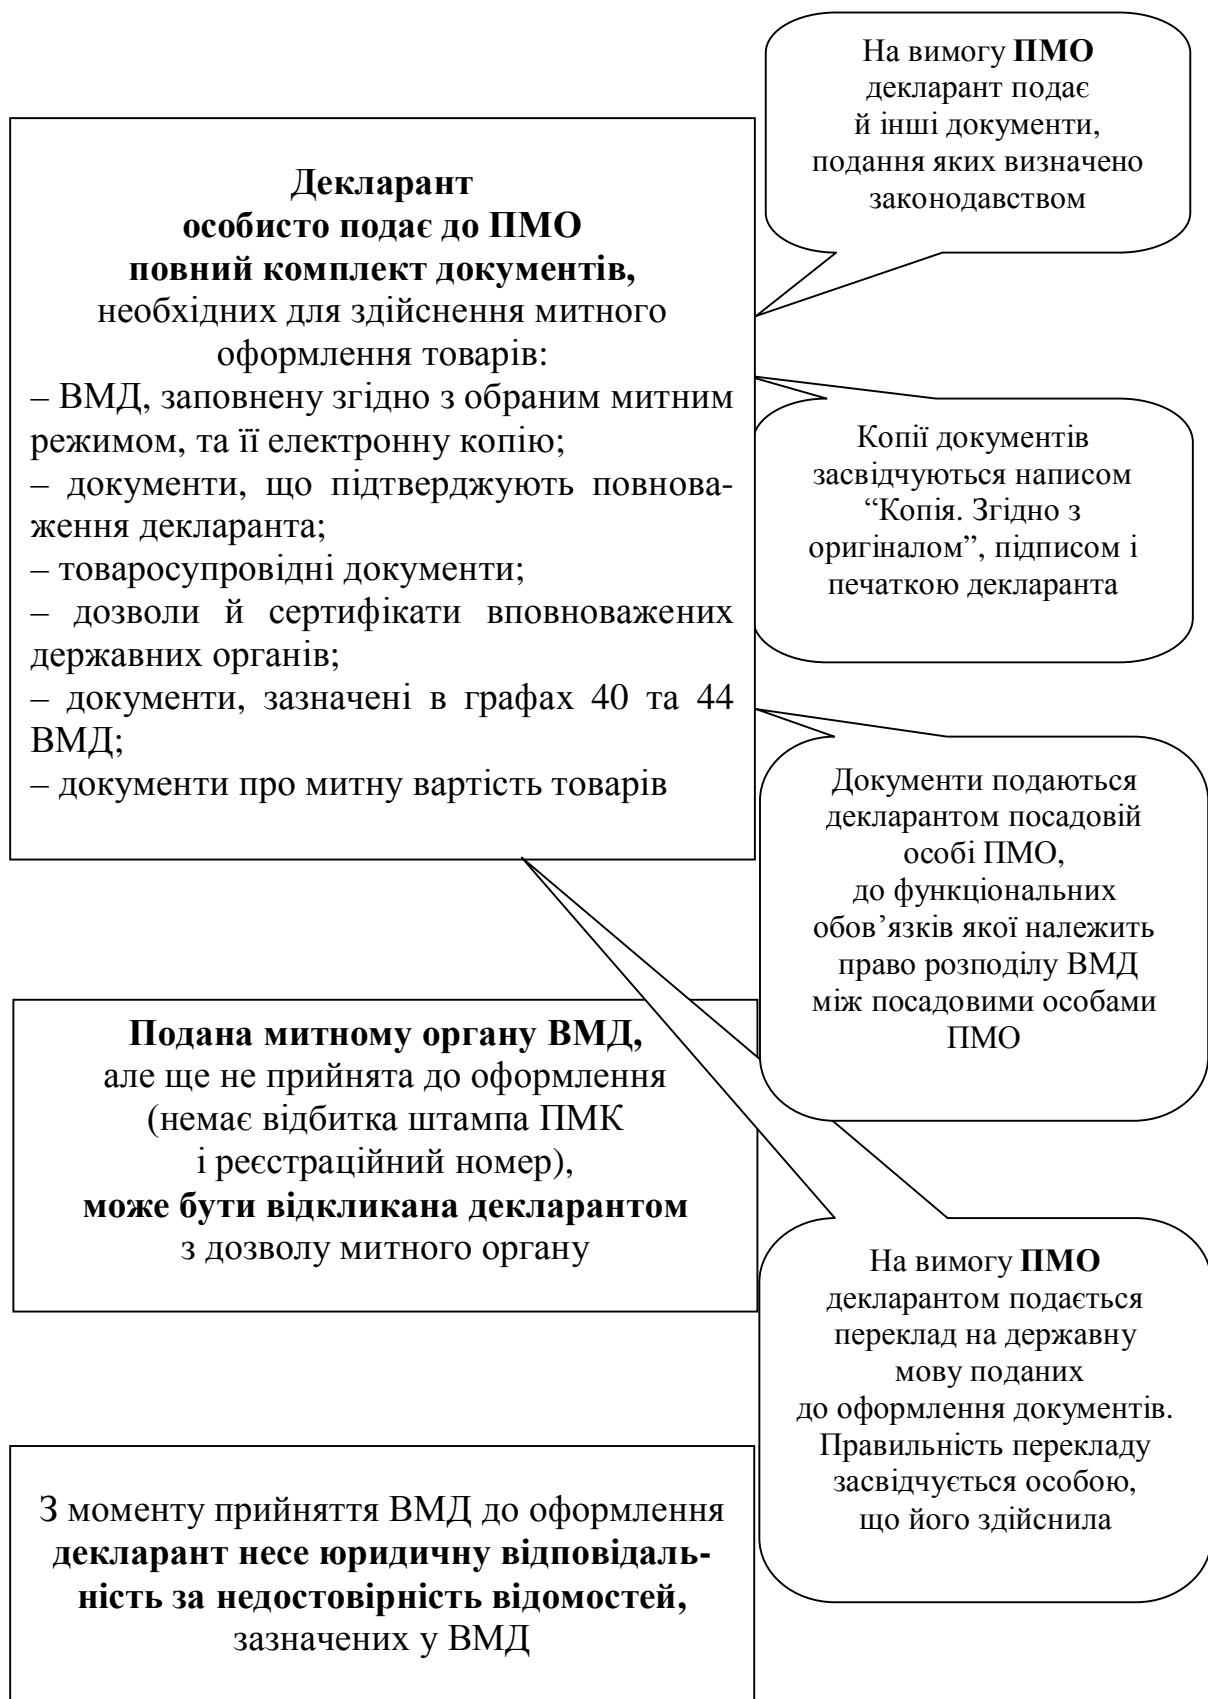 На вимогу ПМО
декларант подає
й інші документи,
подання яких визначено
законодавством
Декларант
особисто подає до ПМО
повний комплект документів,
необхідних для здійснення митного
оформлення товарів:
– ВМД, заповнену згідно з обраним митним
режимом, та її електронну копію;
– документи, що підтверджують повнова-
ження декларанта;
– товаросупровідні документи;
– дозволи й сертифікати вповноважених
державних органів;
– документи, зазначені в графах 40 та 44
ВМД;
– документи про митну вартість товарів
Копії документів
засвідчуються написом
“Копія. Згідно з
оригіналом”, підписом і
печаткою декларанта
Документи подаються
декларантом посадовій
особі ПМО,
до функціональних
обов’язків якої належить
право розподілу ВМД
між посадовими особами
ПМО
Подана митному органу ВМД,
але ще не прийнята до оформлення
(немає відбитка штампа ПМК
і реєстраційний номер),
може бути відкликана декларантом
з дозволу митного органу
На вимогу ПМО
декларантом подається
переклад на державну
мову поданих
до оформлення документів.
Правильність перекладу
засвідчується особою,
що його здійснила
З моменту прийняття ВМД до оформлення
декларант несе юридичну відповідаль-
ність за недостовірність відомостей,
зазначених у ВМД